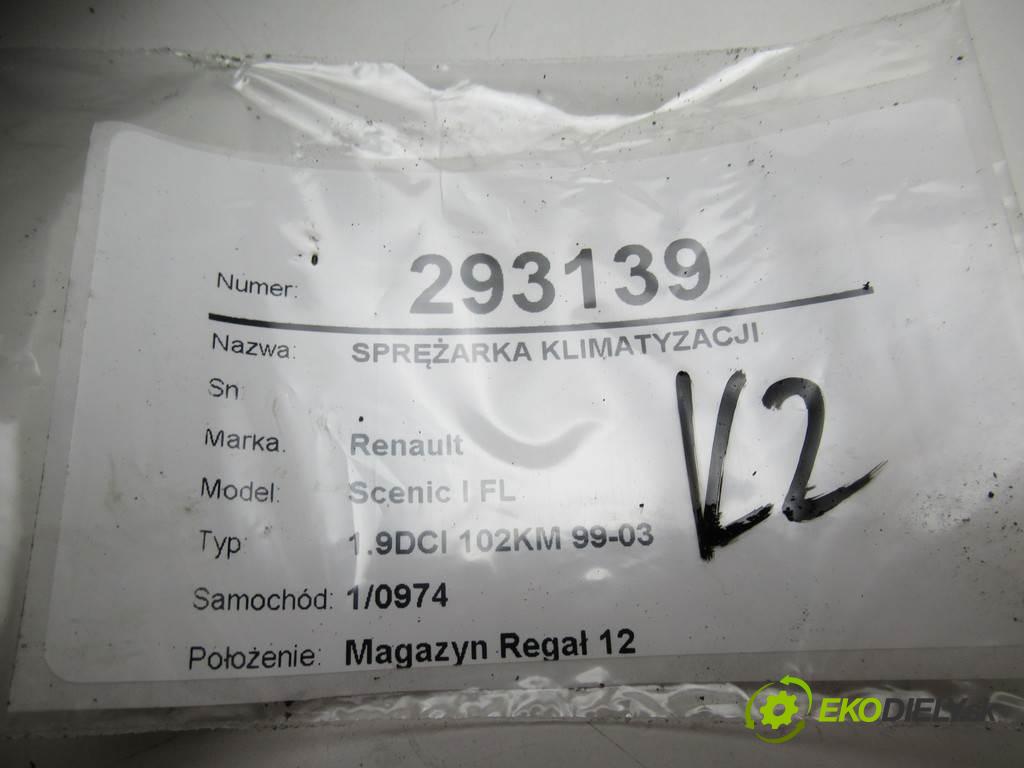 Numer: 293139
Nazwa: SPRĘŻARKA KLIMATYZACJI
Sn
Marka: Renault
Model: Scenic I FL
Typ 1.9DCI 102KM 99-03
Samochód: 1/0974
Położenie: Magazyn Regał 12
V2
EKODIELY.sk